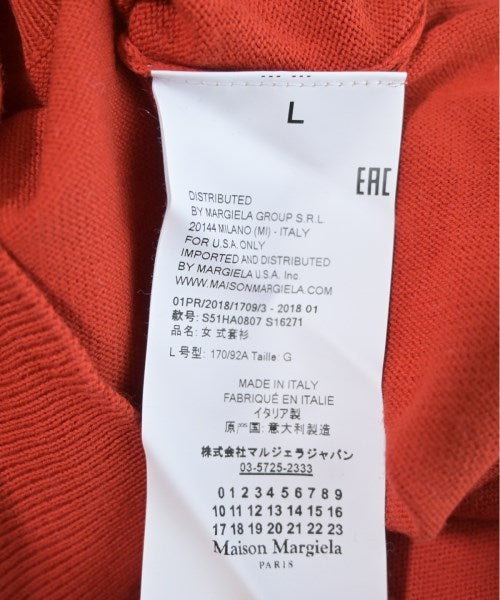 L
EAC
DISTRIBUTED
BY MARGIELA GROUP S.R.L.
20144 MILANO (MI) - ITALY
FOR U.S.A. ONLY
IMPORTED AND DISTRIBUTED
BY MARGIELA U.S.A. Inc.
WWW.MAISONMARGIELA.COM
01PR/2018/1709/3 - 2018 01
款号: S51HA0807 S16271
品名: 女 式套衫
L 号型: 170/92A Taille: G
MADE IN ITALY
FABRIQUÉ EN ITALIE
イタリア製
原产国: 意大利製造
株式会社マルジェラジャパン
03-5725-2333
0 1 2 3 4 5 6 7 8 9
10 11 12 13 14 15 16
17 18 19 20 21 22 23
Maison Margiela
PARIS